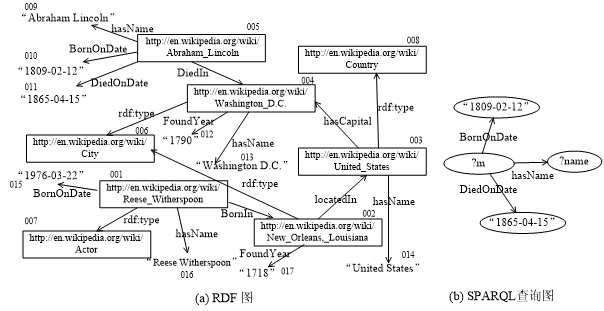 009
"Abraham Lincoln"
hasName
005
http://en.wikipedia.org/wiki/
Abraham_Lincoln
008
http://en.wikipedia.org/wiki/
Country
010
BornOnDate
"1809-02-12"
011
DiedOnDate
"1865-04-15"
DiedIn
004
http://en.wikipedia.org/wiki/
Washington_D.C.
rdf:type
FoundYear
"1790"
012
hasCapital
rdf:type
hasName
006
http://en.wikipedia.org/wiki/
City
013
"Washington D.C."
003
http://en.wikipedia.org/wiki/
United_States
"1976-03-22"
015
BornOnDate
001
http://en.wikipedia.org/wiki/
Reese_Witherspoon
rdf:type
locatedIn
hasName
007
rdf:type
http://en.wikipedia.org/wiki/
Actor
hasName
BornIn
002
http://en.wikipedia.org/wiki/
New_Orleans,_Louisiana
FoundYear
"1718"
017
"Reese Witherspoon"
016
014
"United States"
(a) RDF 图
"1809-02-12"
BornOnDate
?m
hasName
?name
DiedOnDate
"1865-04-15"
(b) SPARQL查询图